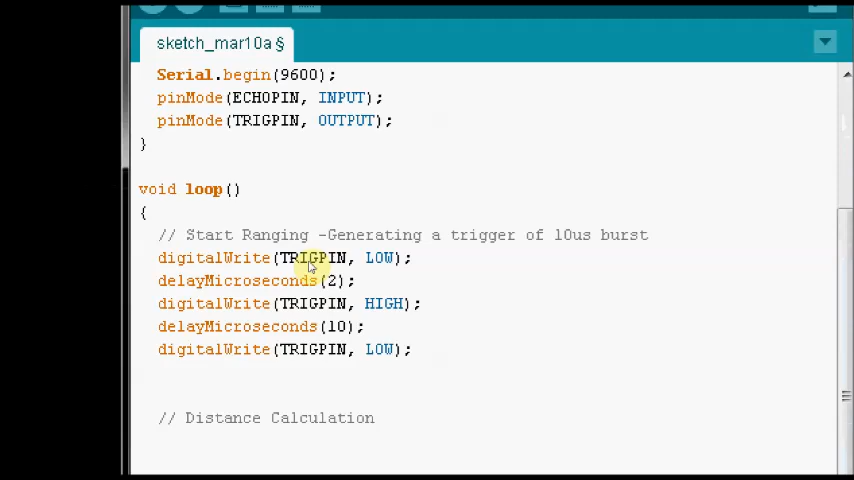 sketch_mar10a §
Serial.begin(9600);
pinMode(ECHOPIN, INPUT);
pinMode(TRIGPIN, OUTPUT);
}
void loop()
{
// Start Ranging -Generating a trigger of 10us burst
digitalWrite(TRIGPIN, LOW);
delayMicroseconds(2);
digitalWrite(TRIGPIN, HIGH);
delayMicroseconds(10);
digitalWrite(TRIGPIN, LOW);
// Distance Calculation